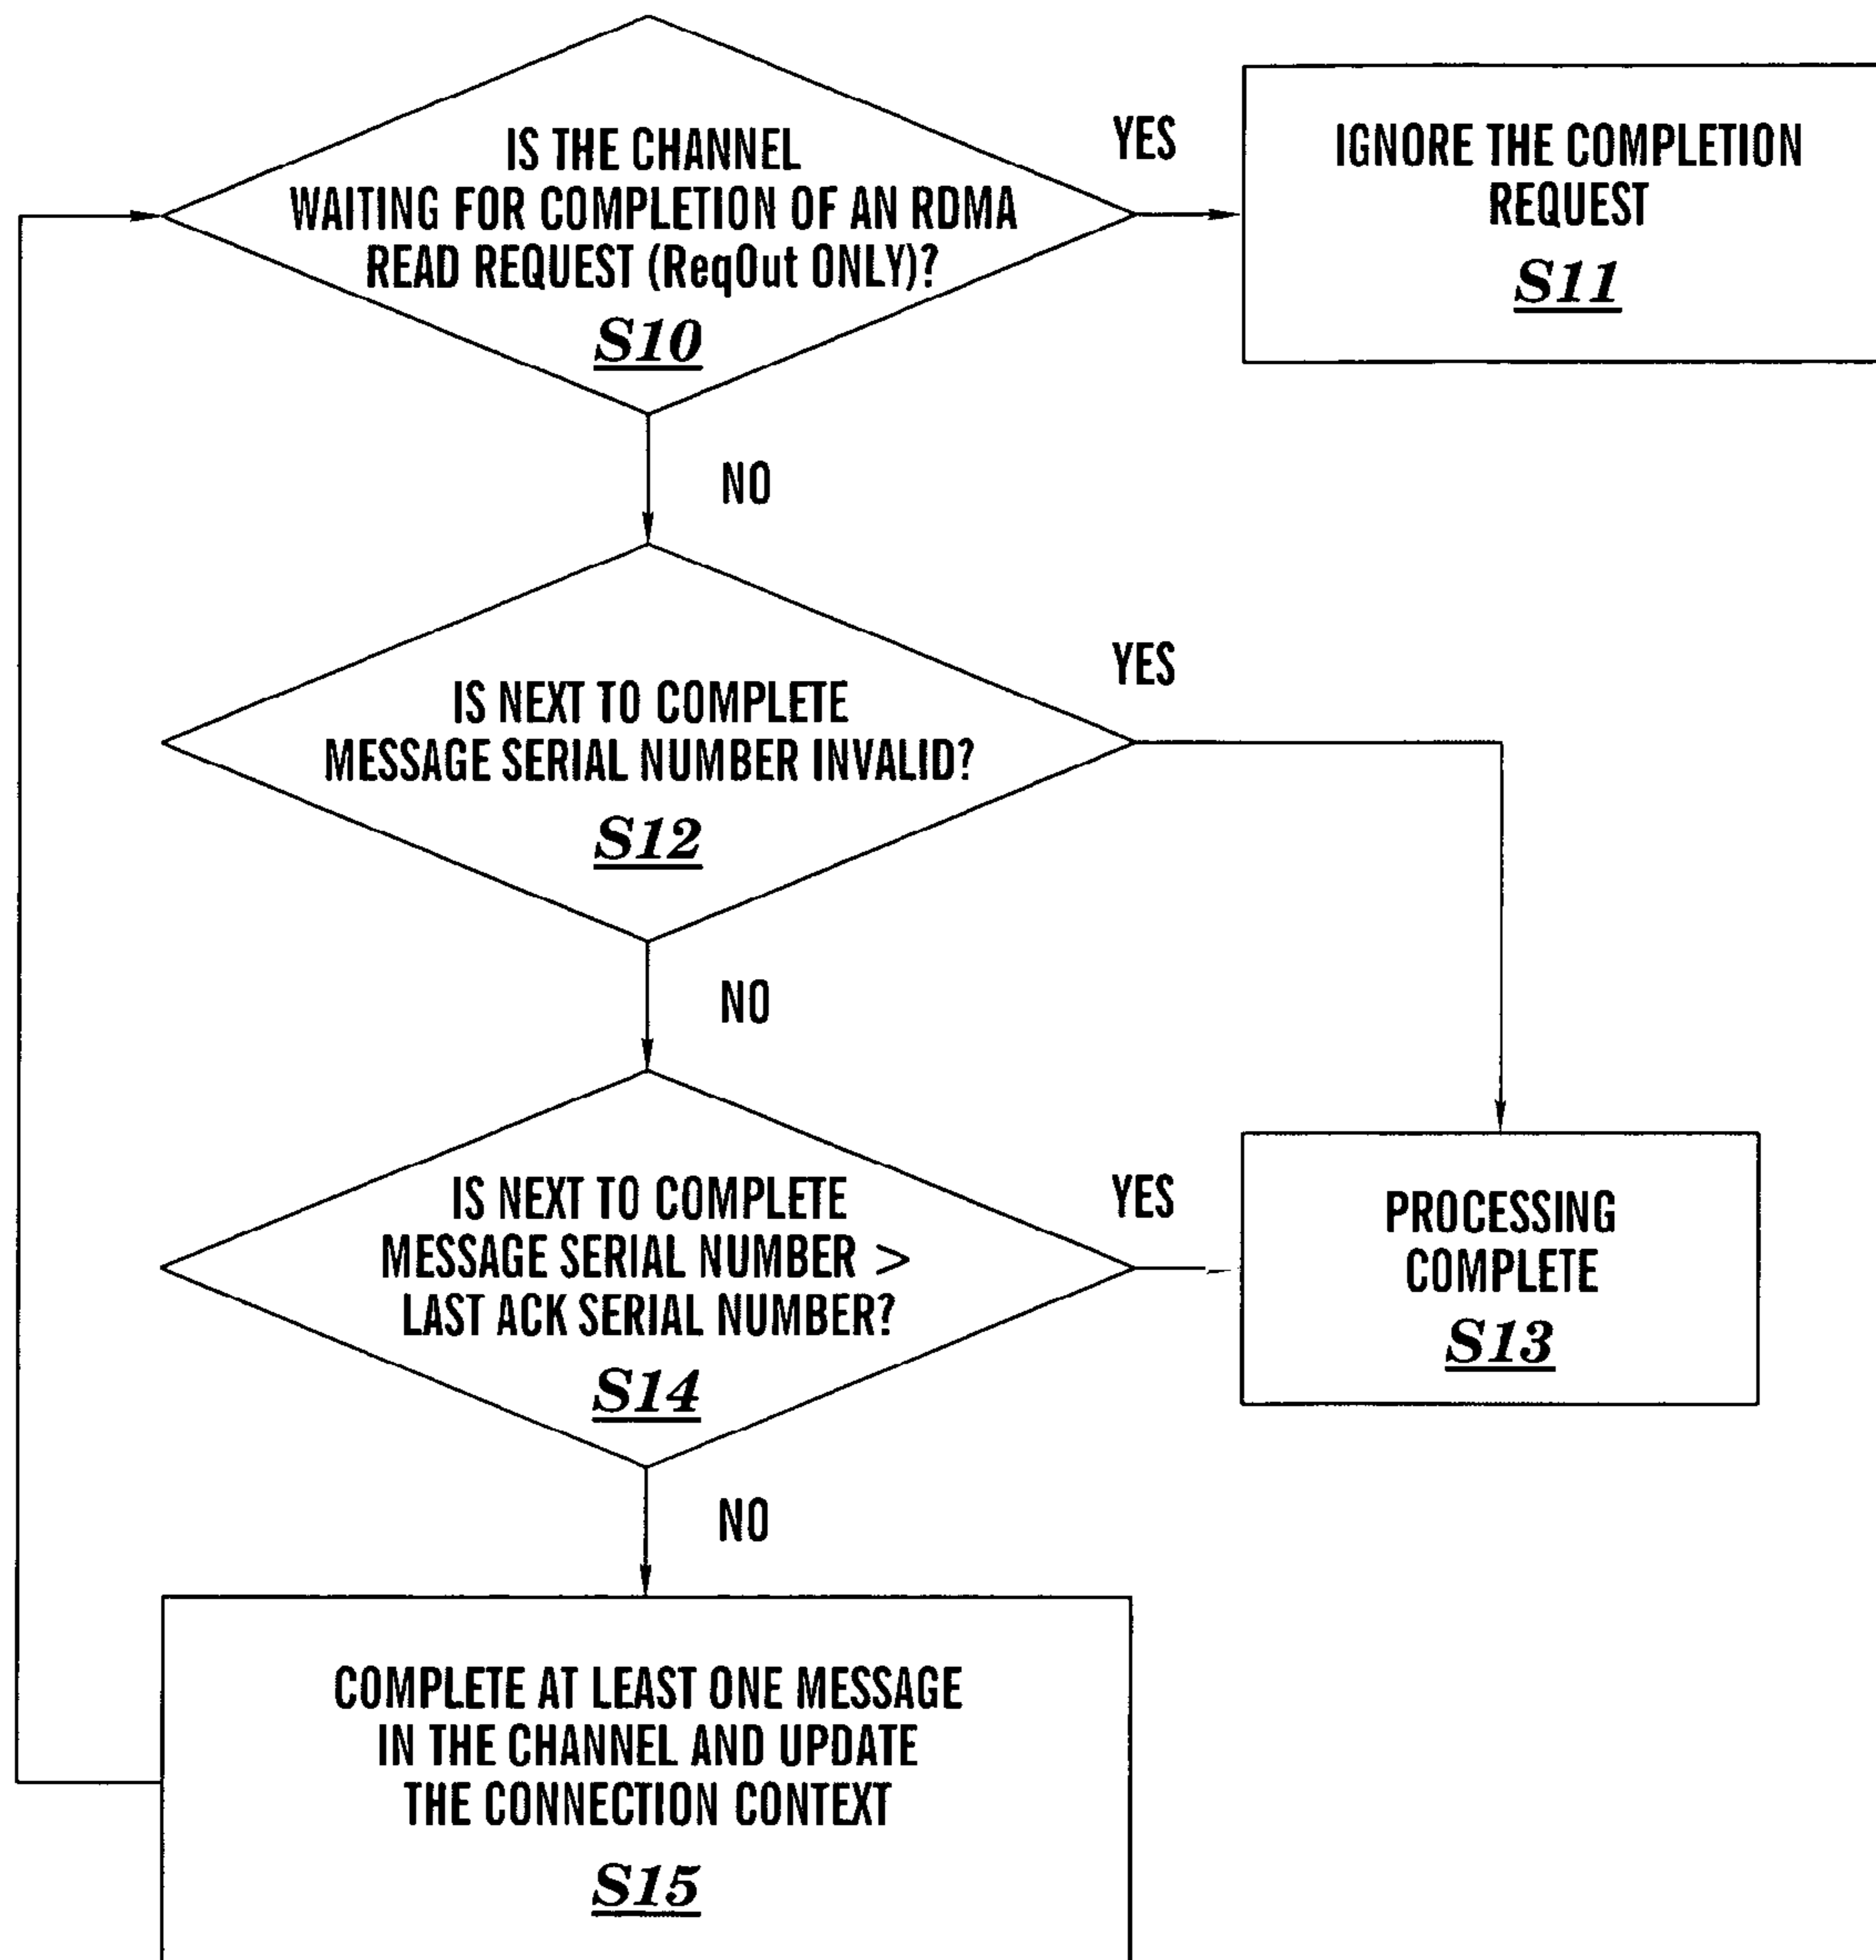 IS THE CHANNEL
WAITING FOR COMPLETION OF AN RDMA
READ REQUEST (ReqOut ONLY)?
S10
YES
IGNORE THE COMPLETION
REQUEST
S11
NO
IS NEXT TO COMPLETE
MESSAGE SERIAL NUMBER INVALID?
S12
YES
NO
IS NEXT TO COMPLETE
MESSAGE SERIAL NUMBER >
LAST ACK SERIAL NUMBER?
S14
YES
PROCESSING
COMPLETE
S13
NO
COMPLETE AT LEAST ONE MESSAGE
IN THE CHANNEL AND UPDATE
THE CONNECTION CONTEXT
S15